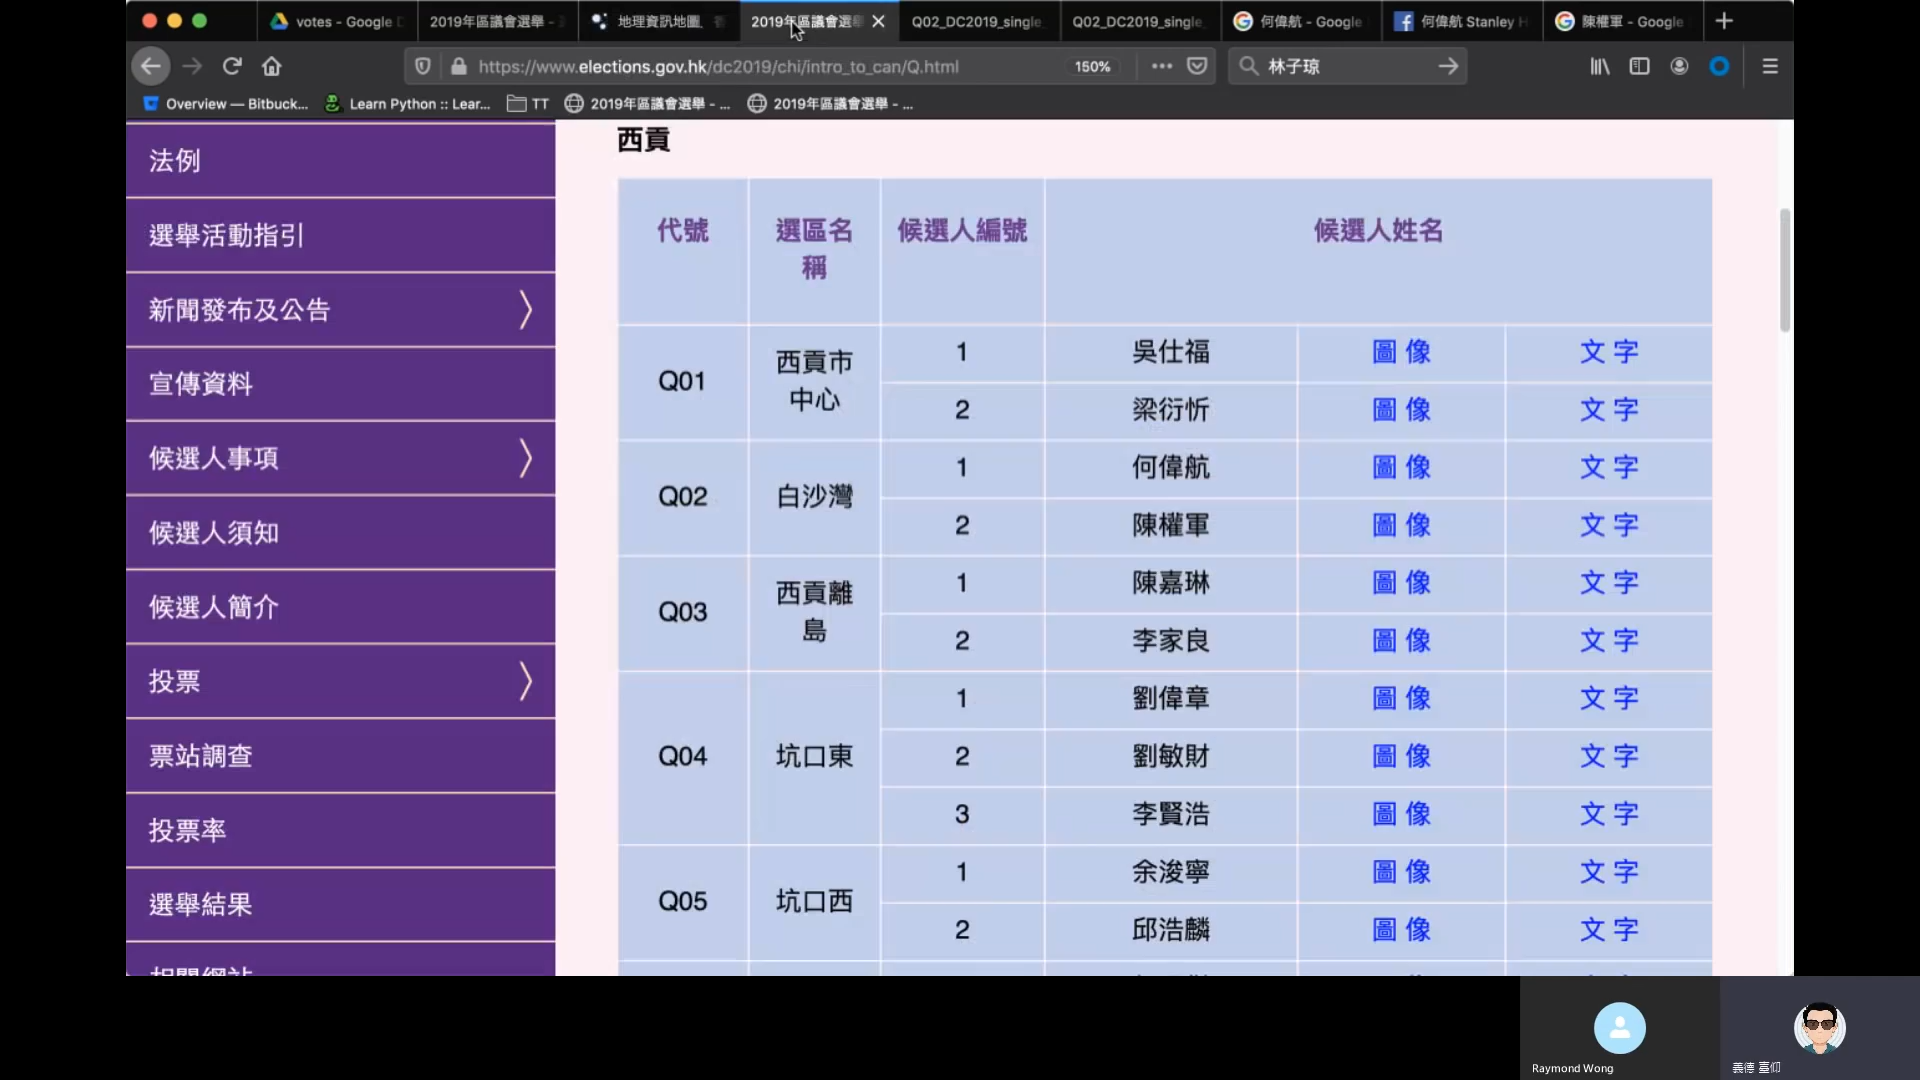 votes - Google D
2019年區議會選舉 -
地理資訊地圖
2019年區議會選舉
Q02_DC2019_single
Q02_DC2019_single
何偉航 - Google
何偉航 Stanley H
陳權軍 - Google
https://www.elections.gov.hk/dc2019/chi/intro_to_can/Q.html
150%
林子琼
Overview — Bitbuck...
Learn Python :: Lear...
TT
2019年區議會選舉 - ...
2019年區議會選舉 - ...
法例
選舉活動指引
新聞發布及公告
宣傳資料
候選人事項
候選人須知
候選人簡介
投票
票站調查
投票率
選舉結果
相關網站
西貢
代號 選區名稱 候選人編號 候選人姓名
Q01 西貢市中心 1 吳仕福 圖像 文字
2 梁衍忻 圖像 文字
Q02 白沙灣 1 何偉航 圖像 文字
2 陳權軍 圖像 文字
Q03 西貢離島 1 陳嘉琳 圖像 文字
2 李家良 圖像 文字
Q04 坑口東 1 劉偉章 圖像 文字
2 劉敏財 圖像 文字
3 李賢浩 圖像 文字
Q05 坑口西 1 余浚寧 圖像 文字
2 邱浩麟 圖像 文字
Raymond Wong